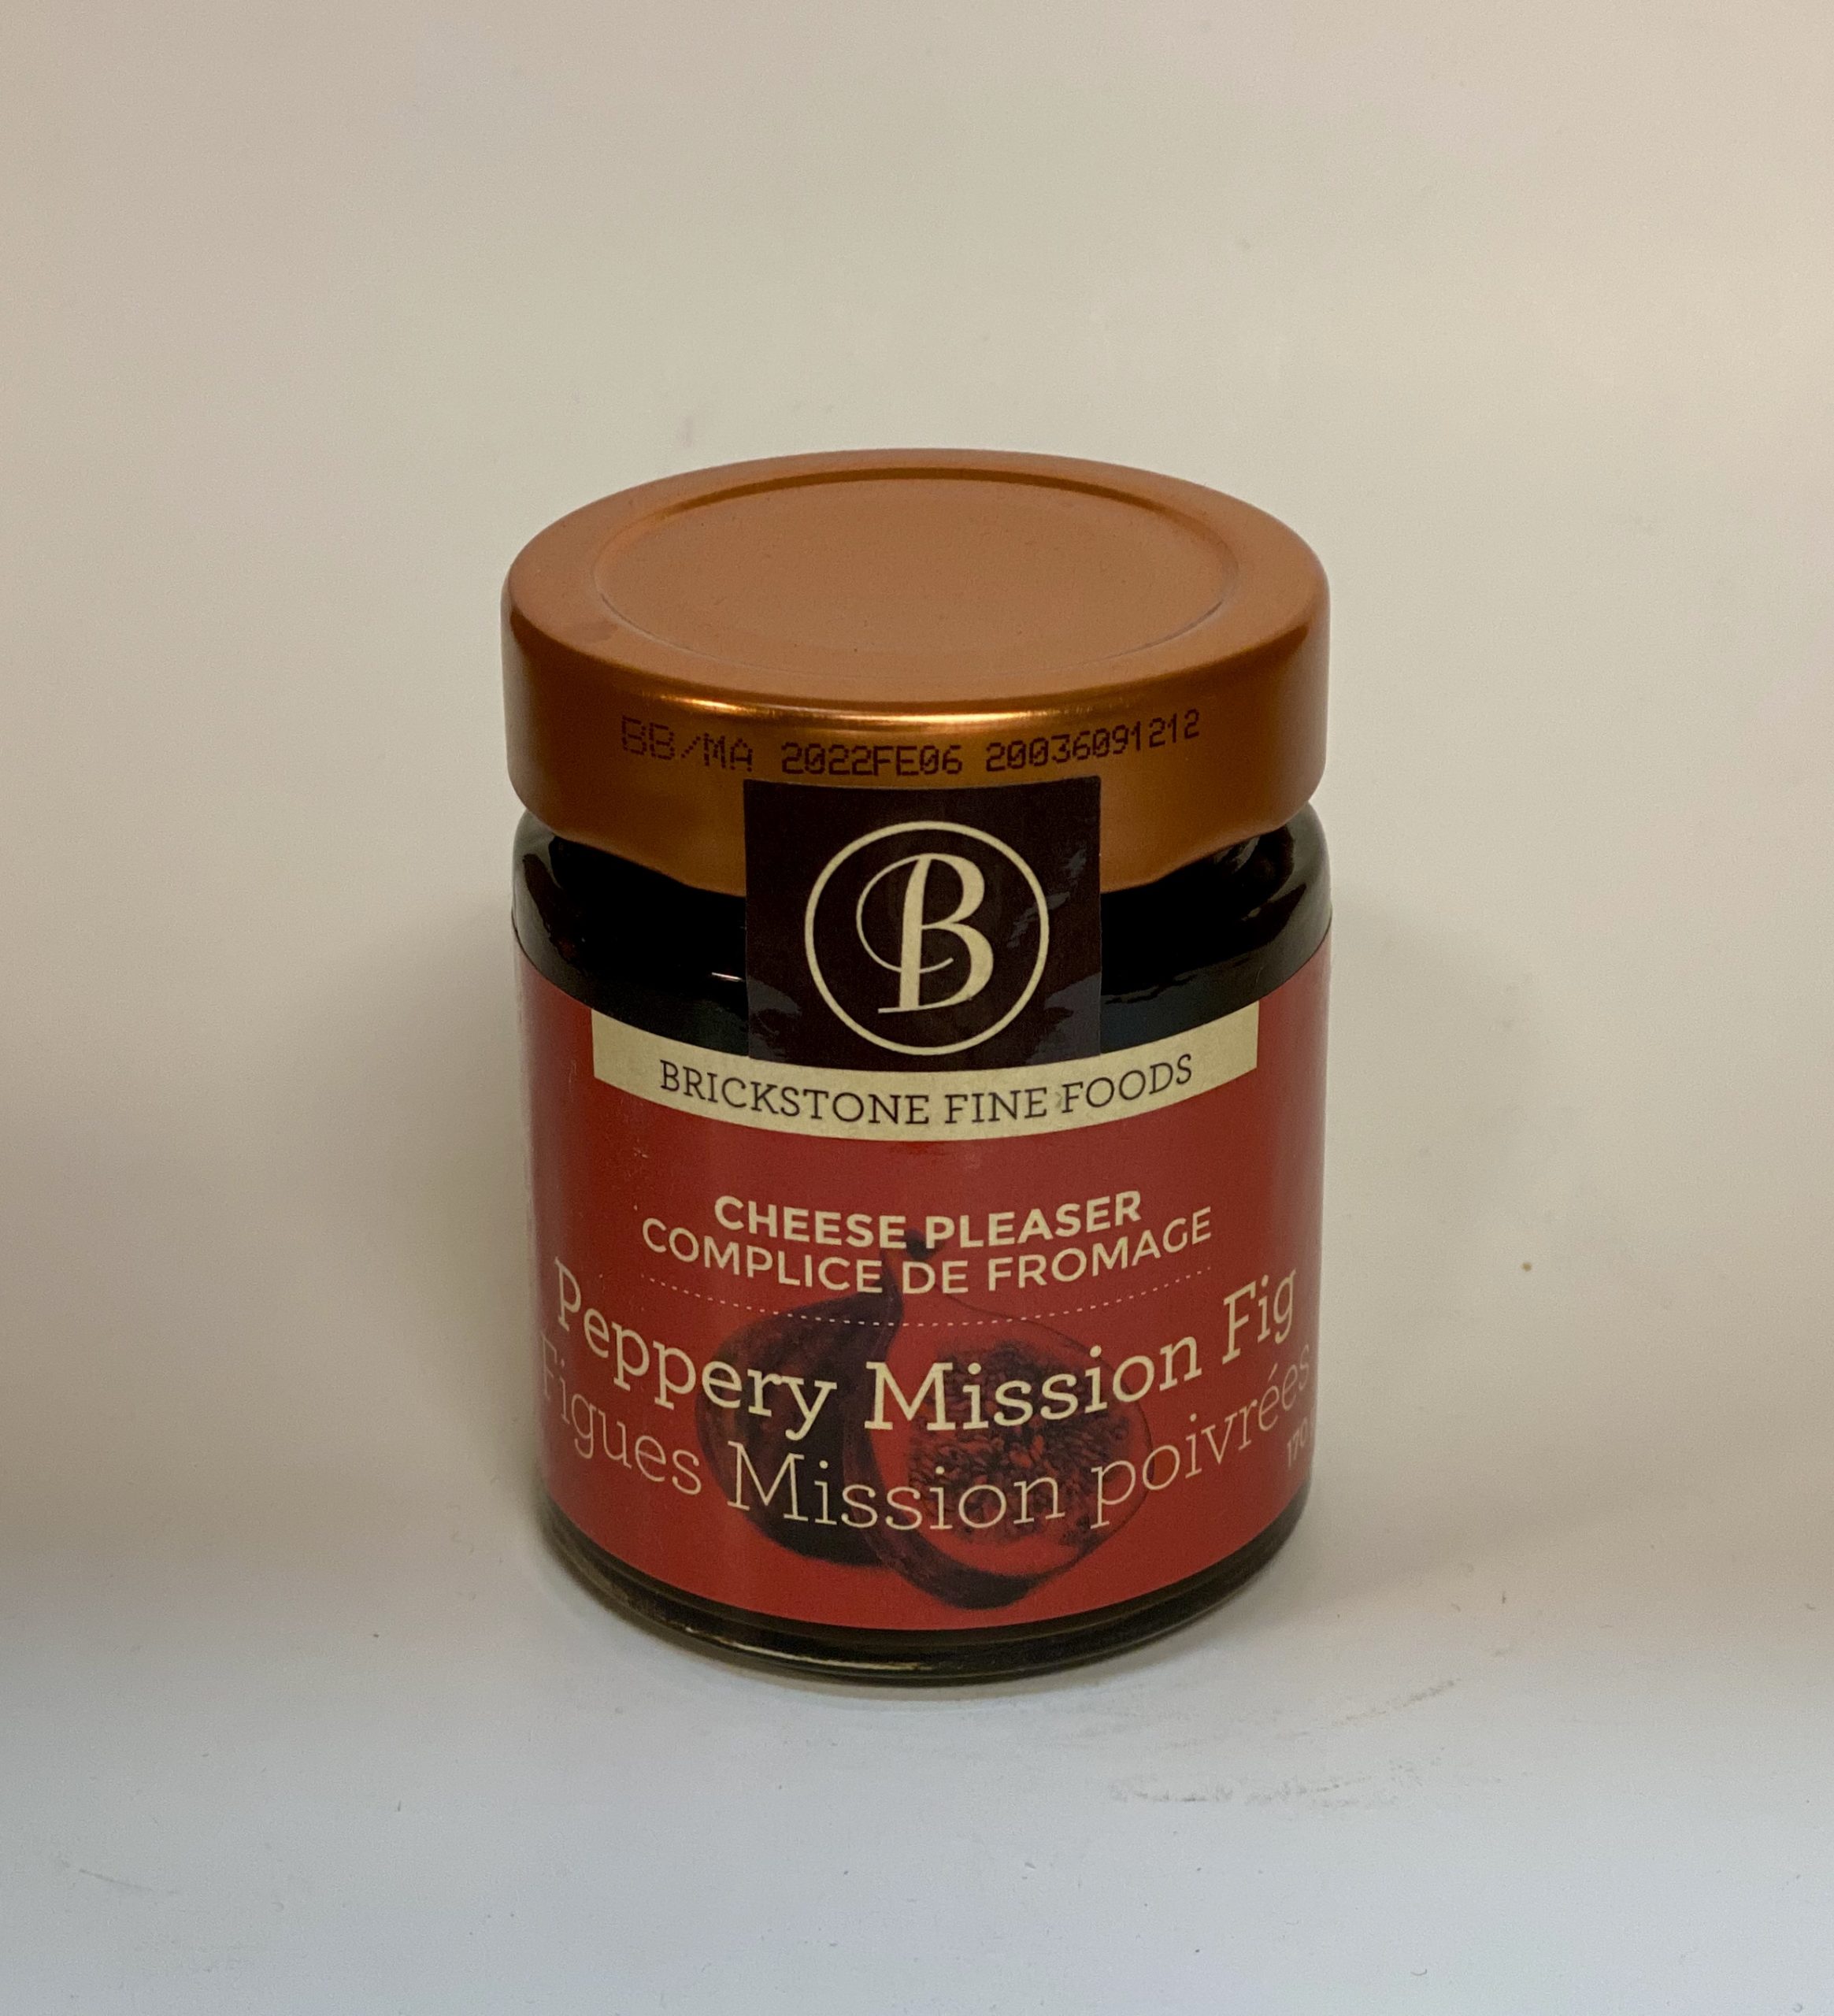 BB/MA 2022FE06 20036091212
B
BRICKSTONE FINE FOODS
CHEESE PLEASER
COMPLICE DE FROMAGE
Peppery Mission Fig
Figues Mission poivrées